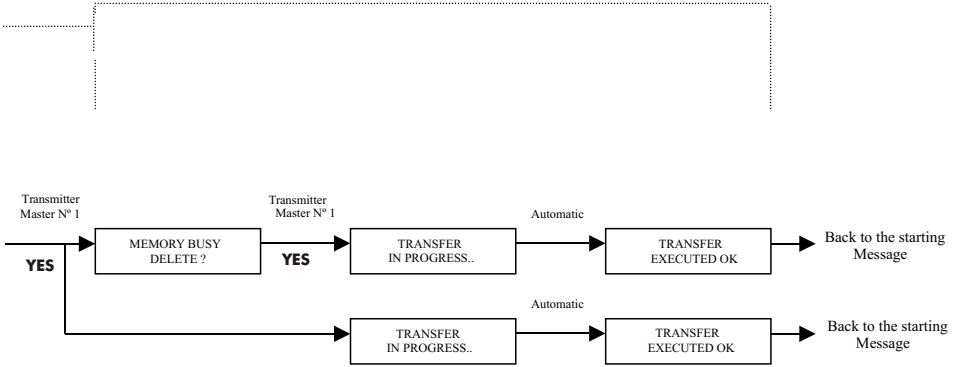 Transmitter
Master Nº 1
YES
MEMORY BUSY
DELETE ?
Transmitter
Master Nº 1
YES
TRANSFER
IN PROGRESS..
Automatic
TRANSFER
EXECUTED OK
Back to the starting
Message
TRANSFER
IN PROGRESS..
Automatic
TRANSFER
EXECUTED OK
Back to the starting
Message